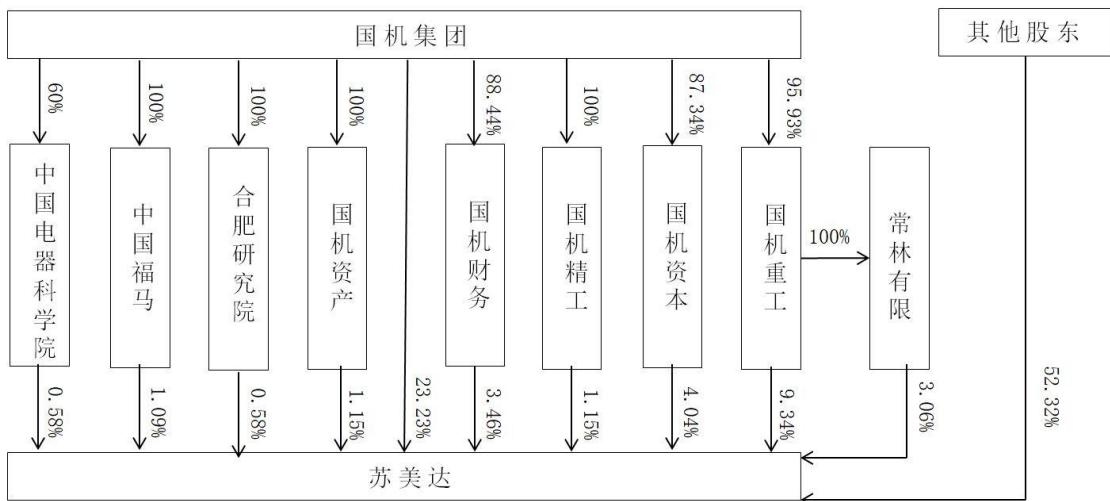 国机集团
其他股东
60%
100%
100%
100%
88.44%
100%
87.34%
95.93%
中国电器科学院
中国福马
合肥研究院
国机资产
国机财务
国机精工
国机资本
国机重工
100%
常林有限
0.58%
1.09%
0.58%
1.15%
23.23%
3.46%
1.15%
4.04%
9.34%
3.06%
52.32%
苏美达